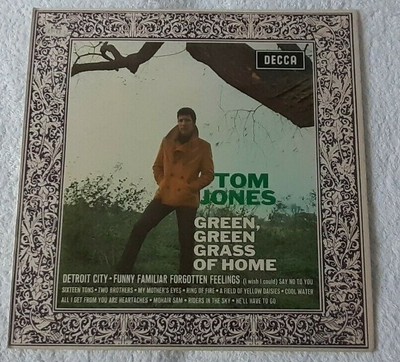 DECCA
TOM
JONES
GREEN,
GREEN
GRASS
OF HOME
DETROIT CITY • FUNNY FAMILIAR FORGOTTEN FEELINGS • (I wish I could) SAY NO TO YOU
SIXTEEN TONS • TWO BROTHERS • MY MOTHER'S EYES • RING OF FIRE • A FIELD OF YELLOW DAISIES • COOL WATER
ALL I GET FROM YOU ARE HEARTACHES • MOHAIR SAM • RIDERS IN THE SKY • HE'LL HAVE TO GO